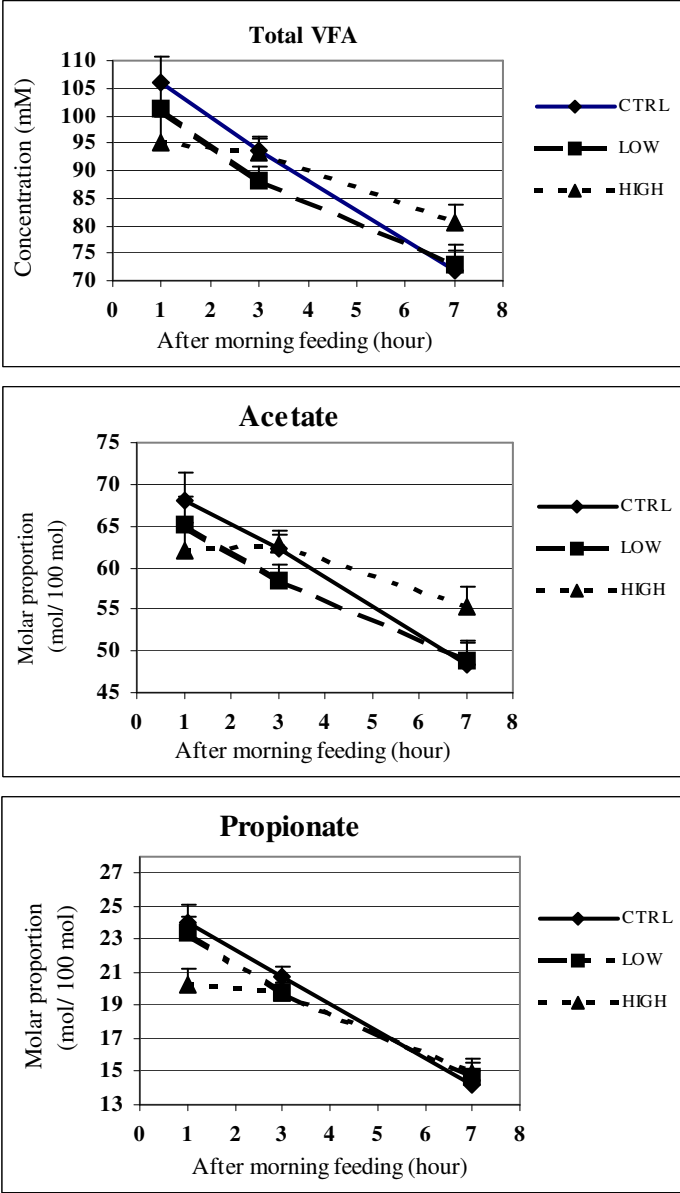 Total VFA
110
105
100
95
90
85
80
75
70
Concentration (mM)
0 1 2 3 4 5 6 7 8
After morning feeding (hour)
CTRL
LOW
HIGH
Acetate
75
70
65
60
55
50
45
Molar proportion
(mol/ 100 mol)
0 1 2 3 4 5 6 7 8
After morning feeding (hour)
CTRL
LOW
HIGH
Propionate
27
25
23
21
19
17
15
13
Molar proportion
(mol/ 100 mol)
0 1 2 3 4 5 6 7 8
After morning feeding (hour)
CTRL
LOW
HIGH